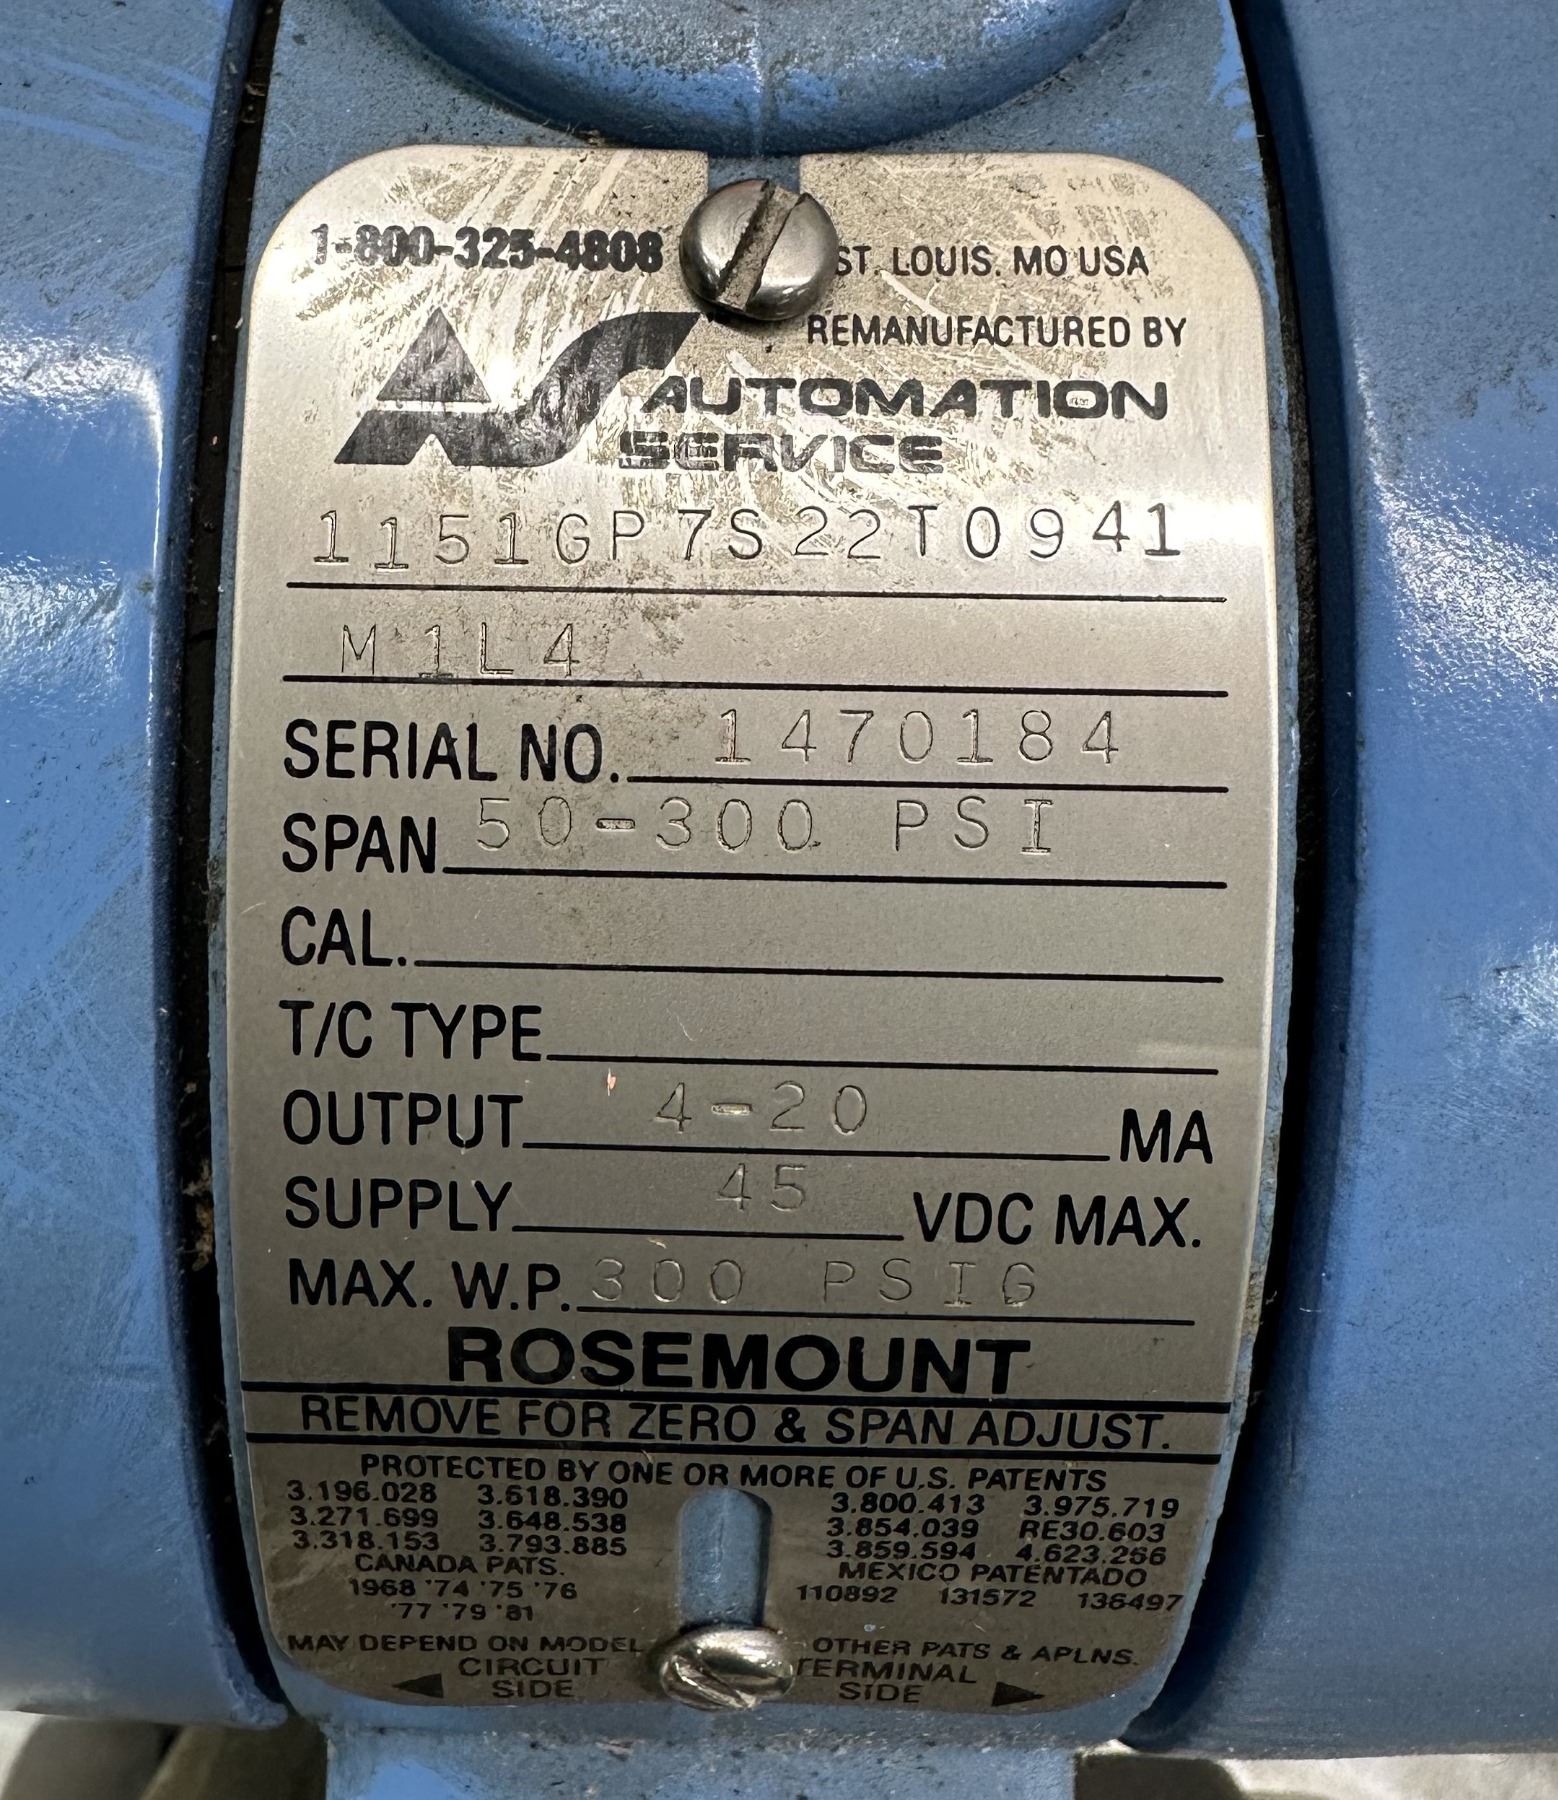 1-800-325-4808 ST. LOUIS. MO USA
REMANUFACTURED BY
AS AUTOMATION
SERVICE
1151GP7S22T0941
M1L4
SERIAL NO. 1470184
SPAN 50-300 PSI
CAL.
T/C TYPE
OUTPUT 4-20 MA
SUPPLY 45 VDC MAX.
MAX. W.P. 300 PSIG
ROSEMOUNT
REMOVE FOR ZERO & SPAN ADJUST.
PROTECTED BY ONE OR MORE OF U.S. PATENTS
3.196.028 3.618.390 3.800.413 3.975.719
3.271.699 3.648.538 3.854.039 RE30.603
3.318.153 3.793.885 3.859.594 4.623.266
CANADA PATS. MEXICO PATENTADO
1968 '74 '75 '76 110892 131572 136497
'77 '79 '81
MAY DEPEND ON MODEL OTHER PATS & APLNS.
CIRCUIT TERMINAL
SIDE SIDE